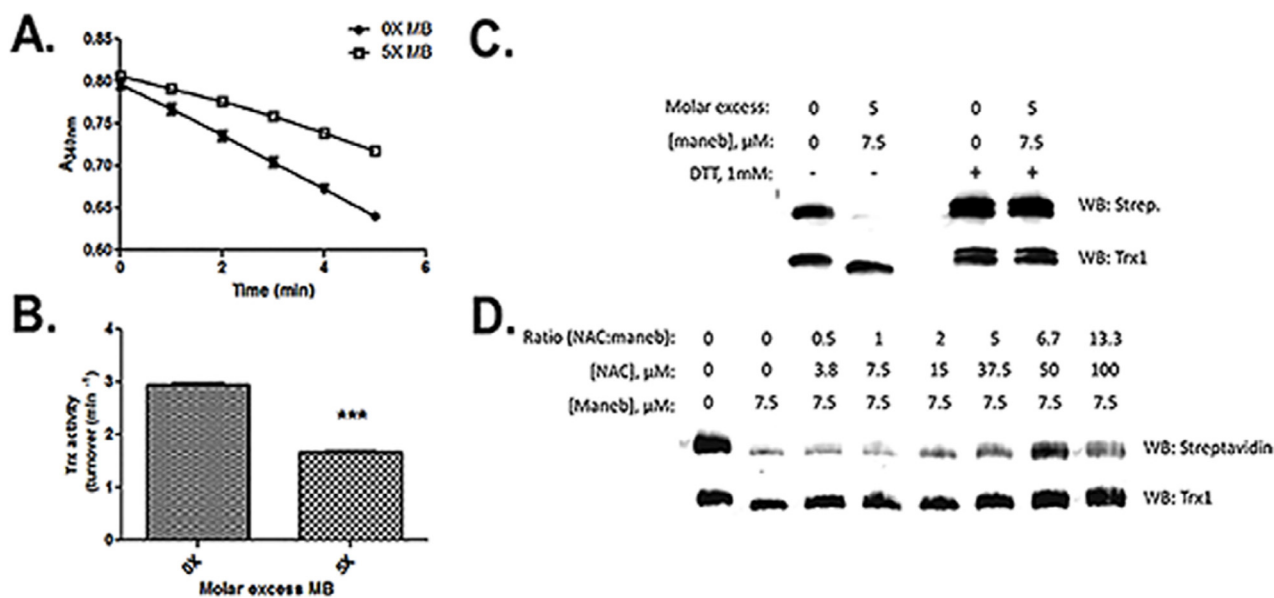 A.
0X MB
5X MB
0.85
0.80
0.75
0.70
0.65
0.60
A340nm
0 2 4 6
Time (min)
B.
4
3
2
1
0
Trx activity
(turnover (min -1)
***
0X 5X
Molar excess MB
C.
Molar excess: 0 5 0 5
[maneb], µM: 0 7.5 0 7.5
DTT, 1mM: - - + +
WB: Strep.
WB: Trx1
D.
Ratio [NAC:maneb]: 0 0 0.5 1 2 5 6.7 13.3
[NAC], µM: 0 0 3.8 7.5 15 37.5 50 100
[Maneb], µM: 0 7.5 7.5 7.5 7.5 7.5 7.5 7.5
WB: Streptavidin
WB: Trx1